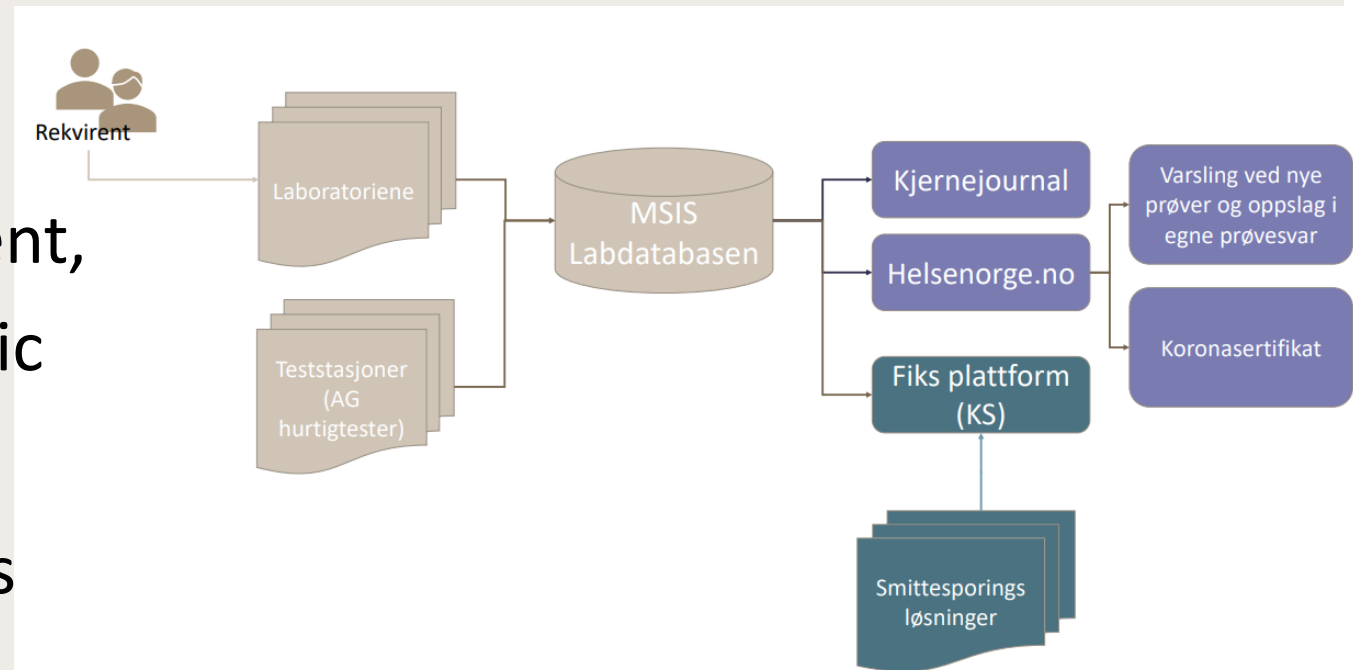 ent,
ic
s
Rekvirent
Laboratoriene
Teststasjoner
(AG
hurtigtester)
MSIS
Labdatabasen
Kjernejournal
Helsenorge.no
Fiks plattform
(KS)
Smittesporings
løsninger
Varsling ved nye
prøver og oppslag i
egne prøvesvar
Koronasertifikat